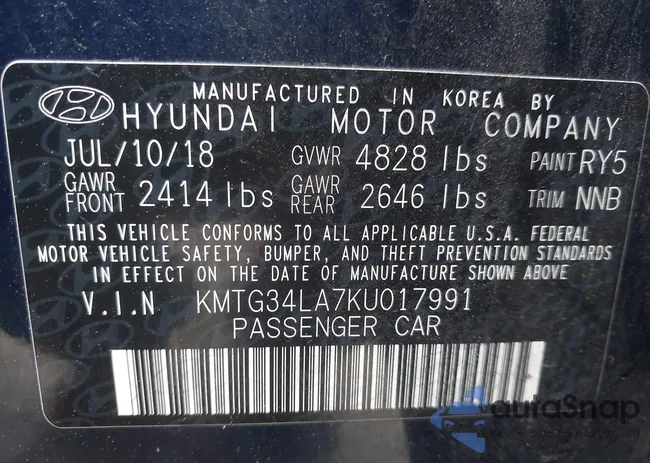 MANUFACTURED IN KOREA BY
HYUNDAI MOTOR COMPANY
JUL/10/18 GVWR 4828 lbs PAINT RY5
GAWR FRONT 2414 lbs GAWR REAR 2646 lbs TRIM NNB
THIS VEHICLE CONFORMS TO ALL APPLICABLE U.S.A. FEDERAL
MOTOR VEHICLE SAFETY, BUMPER, AND THEFT PREVENTION STANDARDS
IN EFFECT ON THE DATE OF MANUFACTURE SHOWN ABOVE
V.I.N KMTG34LA7KU017991
PASSENGER CAR
autoSnap